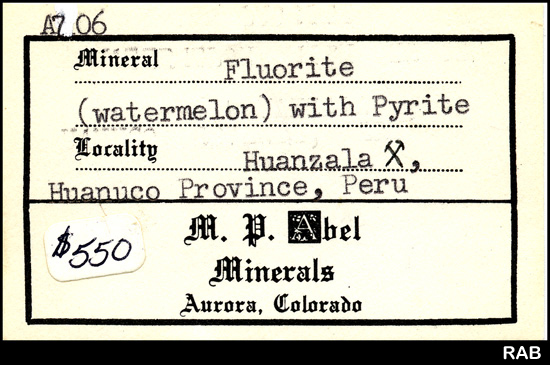 A7 06
Mineral Fluorite
(watermelon) with Pyrite
Locality Huanzala ⚒,
Huanuco Province, Peru
$550
M. P. Abel
Minerals
Aurora, Colorado
RAB